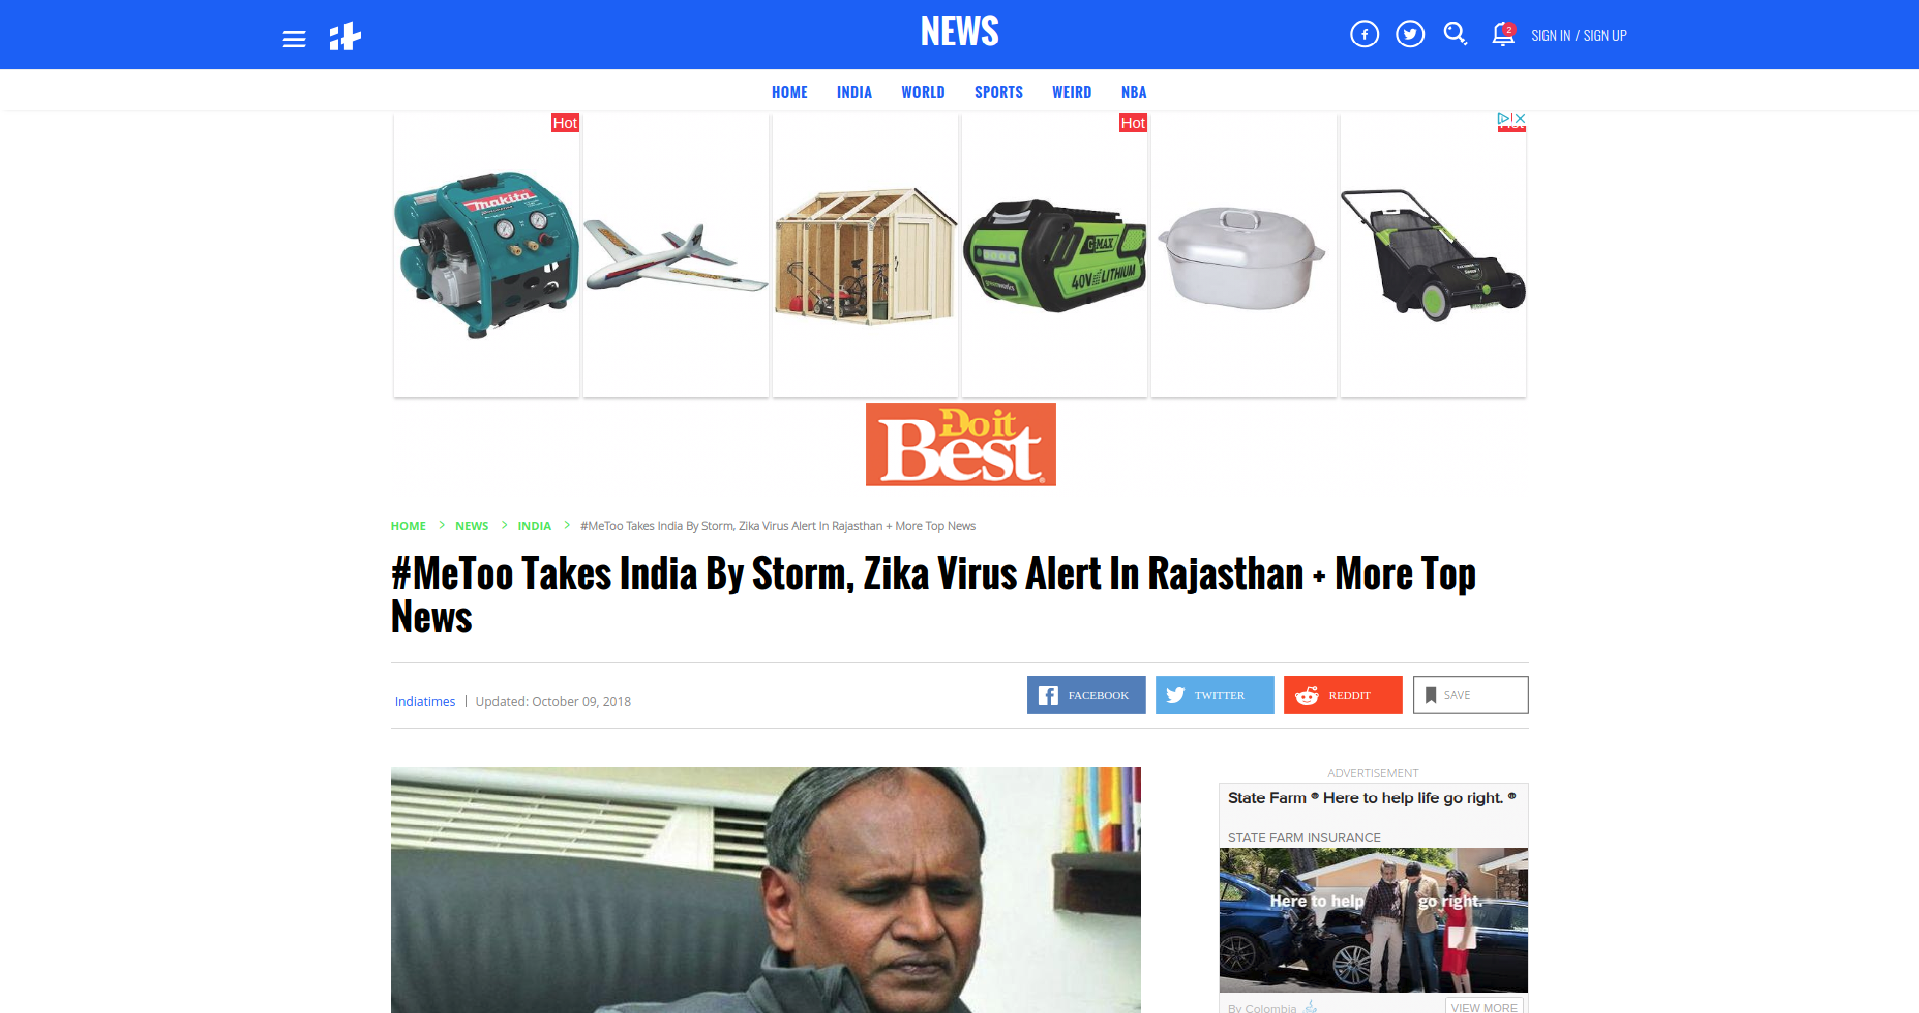 NEWS
2
SIGN IN / SIGN UP
HOME INDIA WORLD SPORTS WEIRD NBA
Hot
Hot
Makita
G-MAX
40V LITHIUM
greenworks
Do it
Best
HOME > NEWS > INDIA > #MeToo Takes India By Storm, Zika Virus Alert In Rajasthan + More Top News
#MeToo Takes India By Storm, Zika Virus Alert In Rajasthan + More Top
News
Indiatimes | Updated: October 09, 2018
FACEBOOK TWITTER REDDIT SAVE
ADVERTISEMENT
State Farm ® Here to help life go right. ®
STATE FARM INSURANCE
Here to help go right.
By Colombia
VIEW MORE